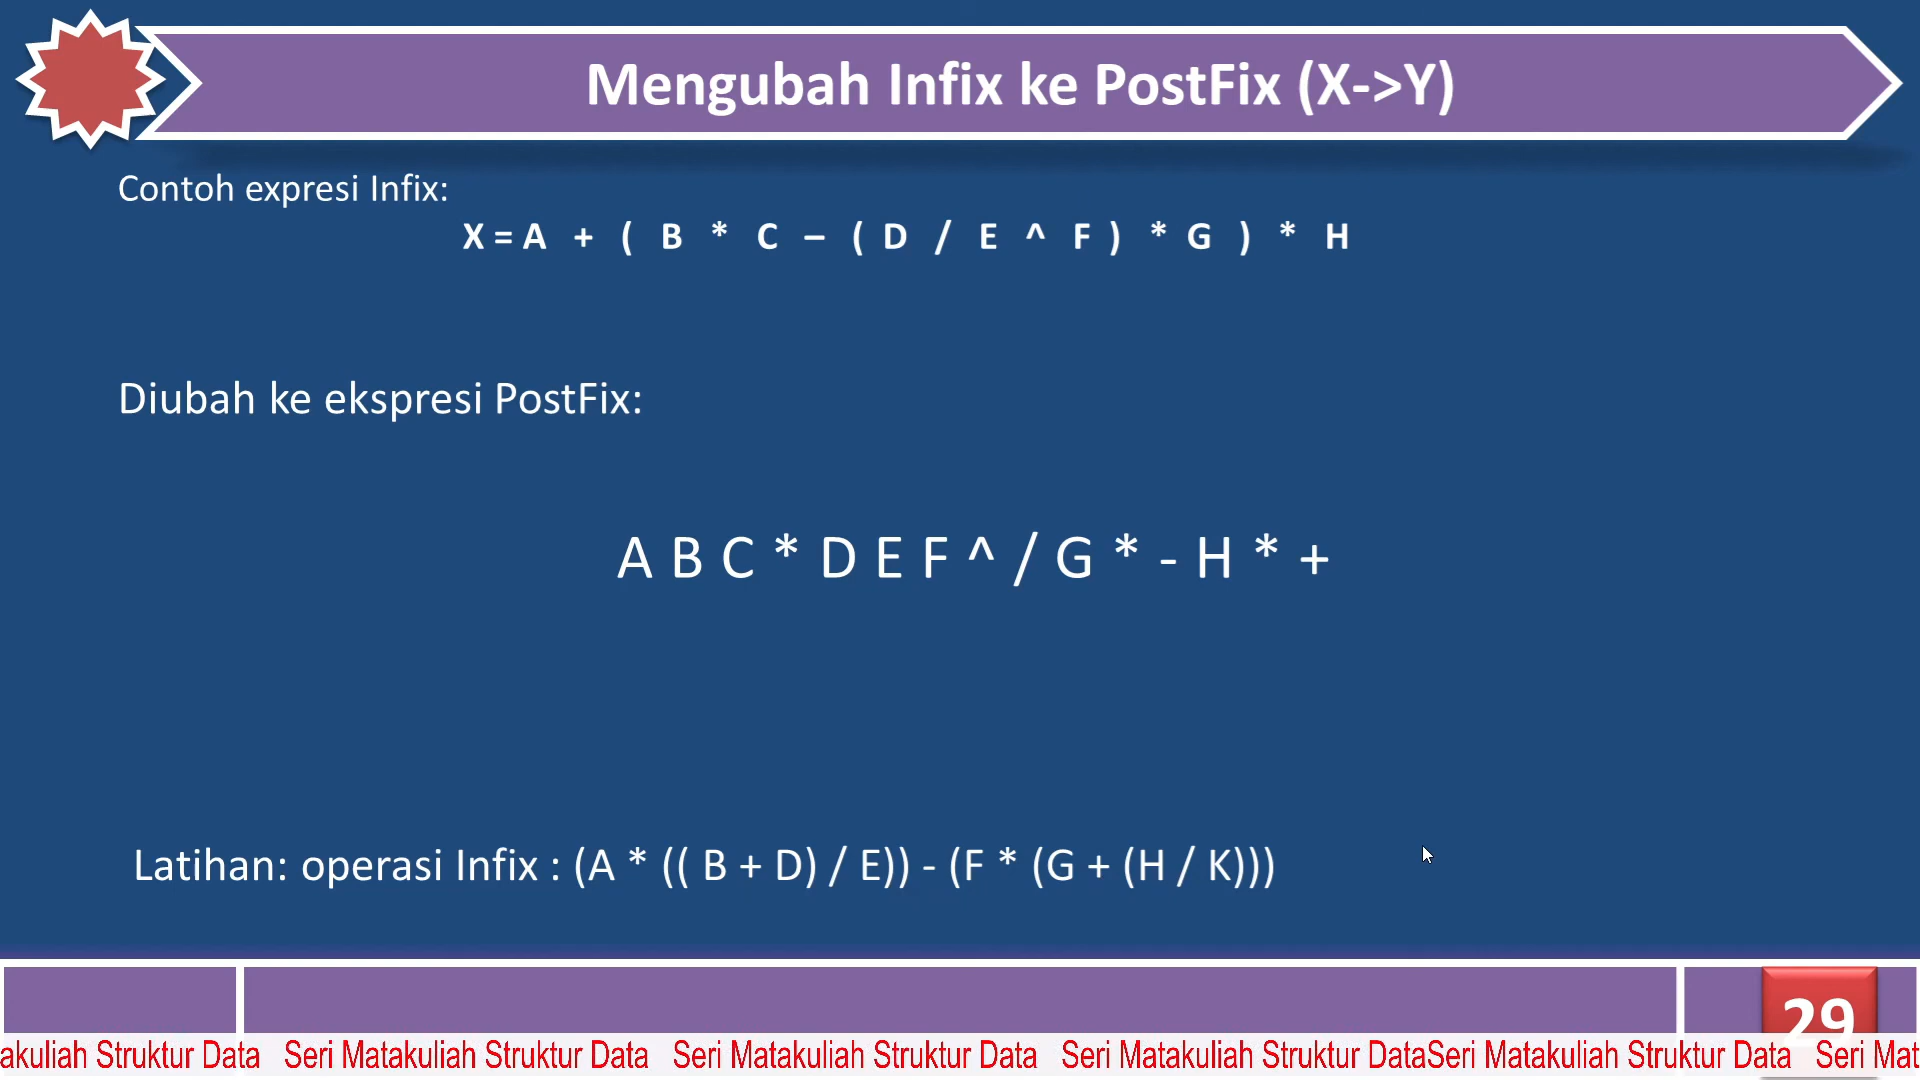 Mengubah Infix ke PostFix (X->Y)
Contoh expresi Infix:
X = A + ( B * C – ( D / E ^ F ) * G ) * H
Diubah ke ekspresi PostFix:
A B C * D E F ^ / G * - H * +
Latihan: operasi Infix : (A * (( B + D) / E)) - (F * (G + (H / K)))
29
akuliah Struktur Data Seri Matakuliah Struktur Data Seri Matakuliah Struktur Data Seri Matakuliah Struktur DataSeri Matakuliah Struktur Data Seri Mat